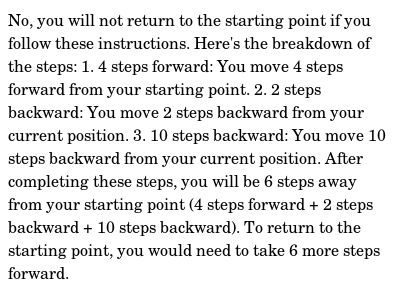 No, you will not return to the starting point if you
follow these instructions. Here's the breakdown of
the steps: 1. 4 steps forward: You move 4 steps
forward from your starting point. 2. 2 steps
backward: You move 2 steps backward from your
current position. 3. 10 steps backward: You move 10
steps backward from your current position. After
completing these steps, you will be 6 steps away
from your starting point (4 steps forward + 2 steps
backward + 10 steps backward). To return to the
starting point, you would need to take 6 more steps
forward.